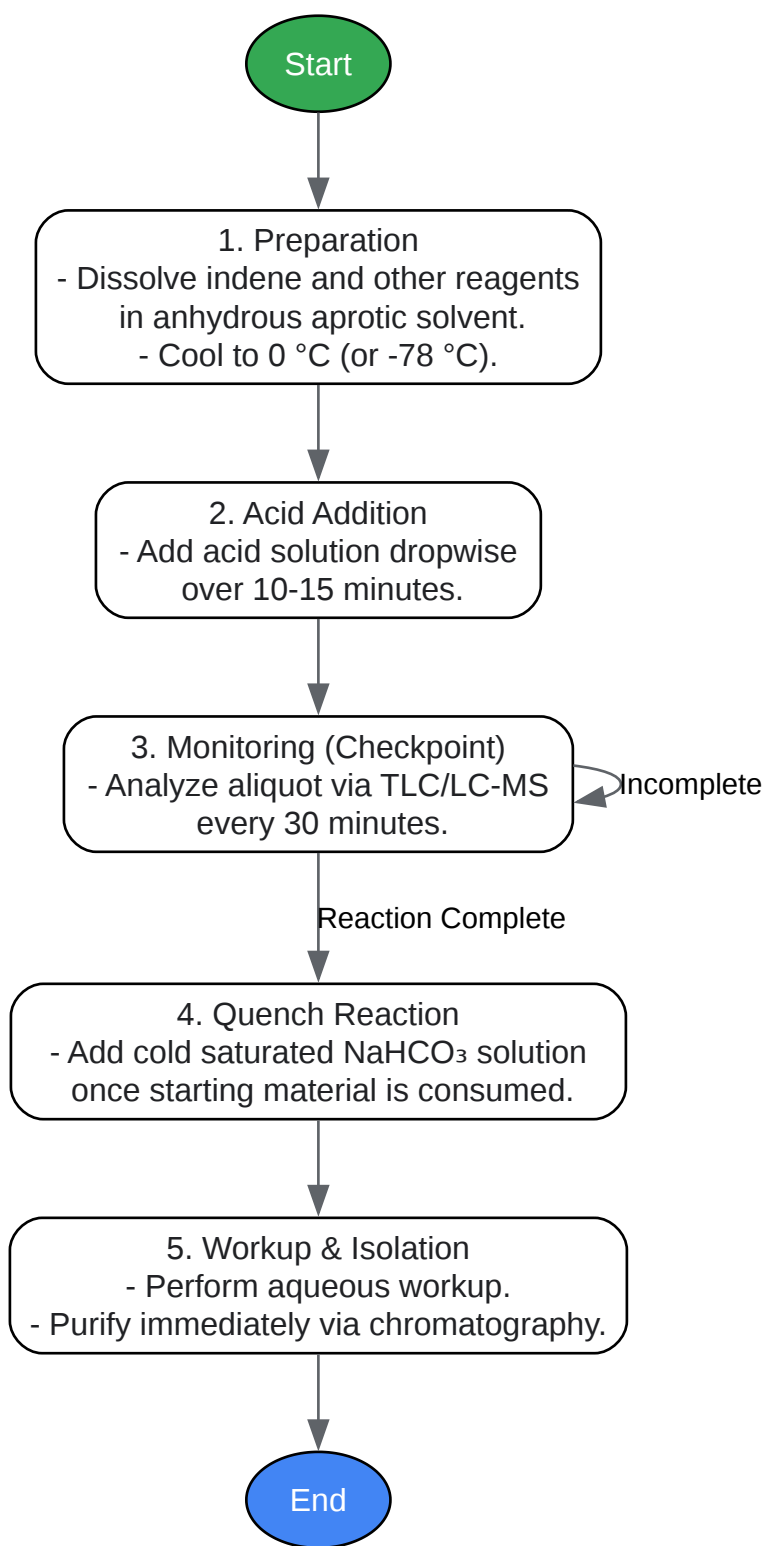 Start
1. Preparation
- Dissolve indene and other reagents
in anhydrous aprotic solvent.
- Cool to 0 °C (or -78 °C).
2. Acid Addition
- Add acid solution dropwise
over 10-15 minutes.
3. Monitoring (Checkpoint)
- Analyze aliquot via TLC/LC-MS
every 30 minutes.
Incomplete
Reaction Complete
4. Quench Reaction
- Add cold saturated NaHCO₃ solution
once starting material is consumed.
5. Workup & Isolation
- Perform aqueous workup.
- Purify immediately via chromatography.
End